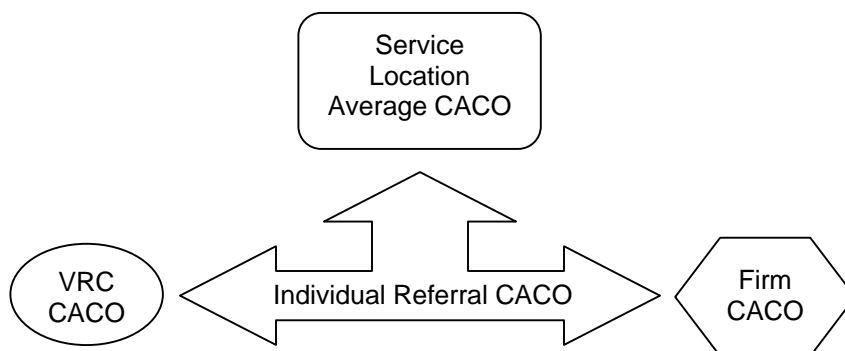 Service
Location
Average CACO
VRC
CACO
Individual Referral CACO
Firm
CACO